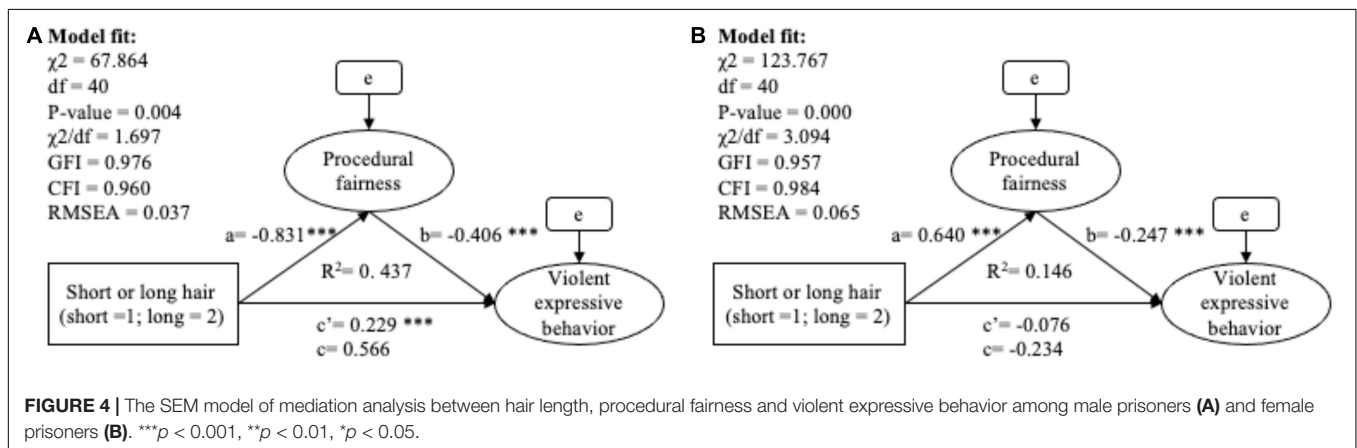 A Model fit:
χ2 = 67.864
df = 40
P-value = 0.004
χ2/df = 1.697
GFI = 0.976
CFI = 0.960
RMSEA = 0.037
e
Procedural
fairness
e
a= -0.831***
b= -0.406 ***
R²= 0. 437
Short or long hair
(short =1; long = 2)
Violent
expressive
behavior
c’= 0.229 ***
c= 0.566
B Model fit:
χ2 = 123.767
df = 40
P-value = 0.000
χ2/df = 3.094
GFI = 0.957
CFI = 0.984
RMSEA = 0.065
e
Procedural
fairness
e
a= 0.640 ***
b= -0.247 ***
R²= 0.146
Short or long hair
(short =1; long = 2)
Violent
expressive
behavior
c’= -0.076
c= -0.234
FIGURE 4 | The SEM model of mediation analysis between hair length, procedural fairness and violent expressive behavior among male prisoners (A) and female
prisoners (B). ***p < 0.001, **p < 0.01, *p < 0.05.